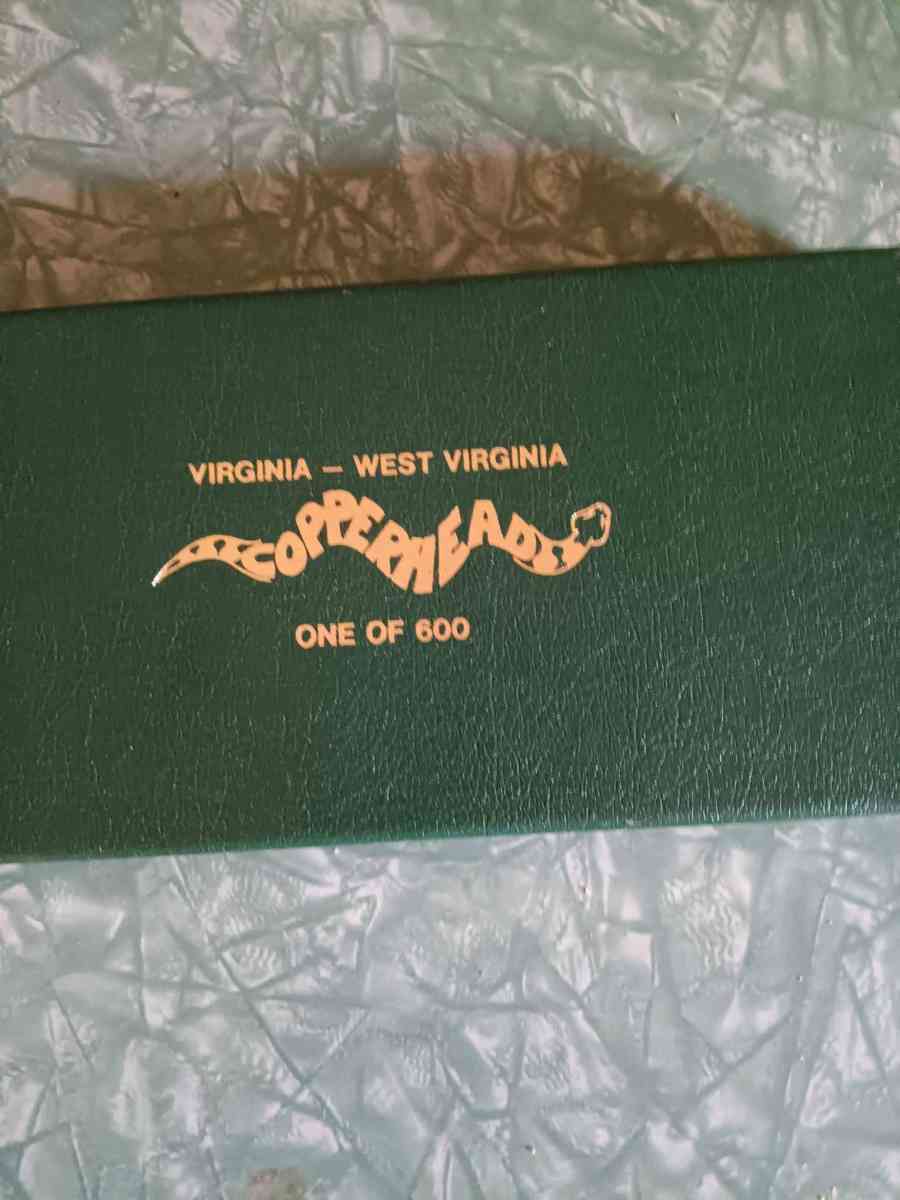 VIRGINIA – WEST VIRGINIA
COPPERHEAD
ONE OF 600